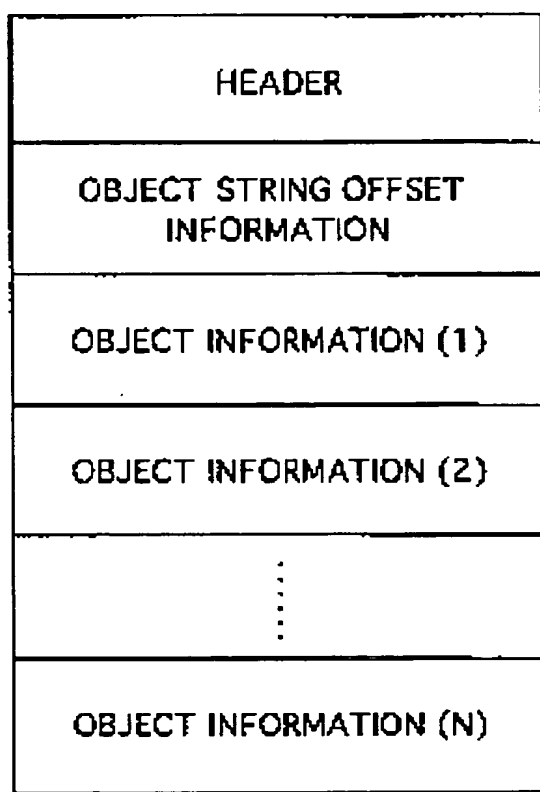 HEADER
OBJECT STRING OFFSET
INFORMATION
OBJECT INFORMATION (1)
OBJECT INFORMATION (2)
OBJECT INFORMATION (N)